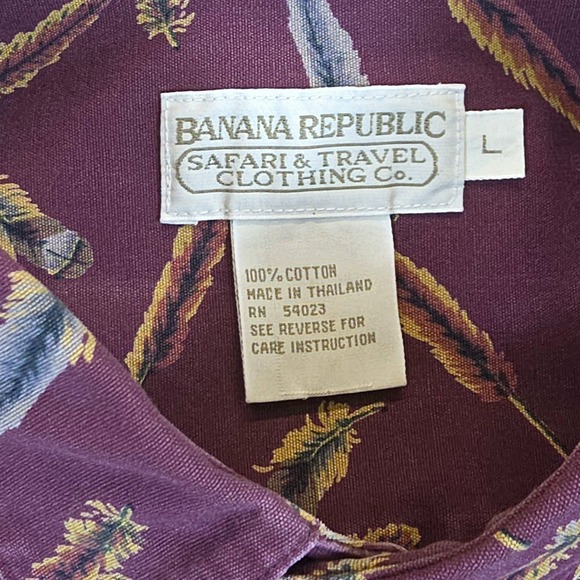 BANANA REPUBLIC
SAFARI & TRAVEL
CLOTHING Co.
L
100% COTTON
MADE IN THAILAND
RN 54023
SEE REVERSE FOR
CARE INSTRUCTION